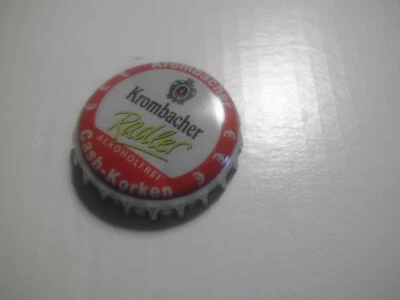 € € € Krombacher € € €
Krombacher
Radler
ALKOHOLFREI
Cash-Korken